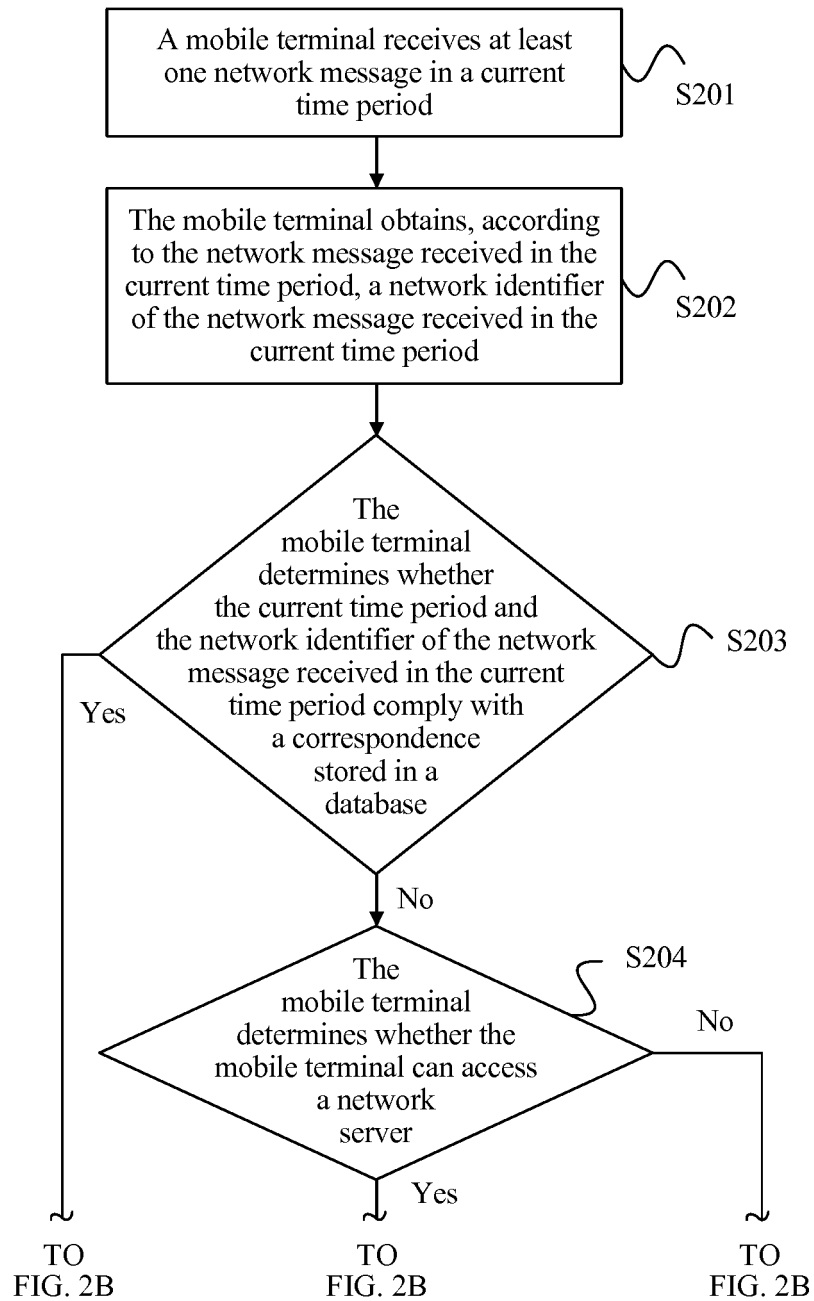 A mobile terminal receives at least
one network message in a current
time period
S201
The mobile terminal obtains, according
to the network message received in the
current time period, a network identifier
of the network message received in the
current time period
S202
The
mobile terminal
determines whether
the current time period and
the network identifier of the network
message received in the current
time period comply with
a correspondence
stored in a
database
S203
Yes
No
The
mobile terminal
determines whether the
mobile terminal can access
a network
server
S204
No
Yes
TO
FIG. 2B
TO
FIG. 2B
TO
FIG. 2B